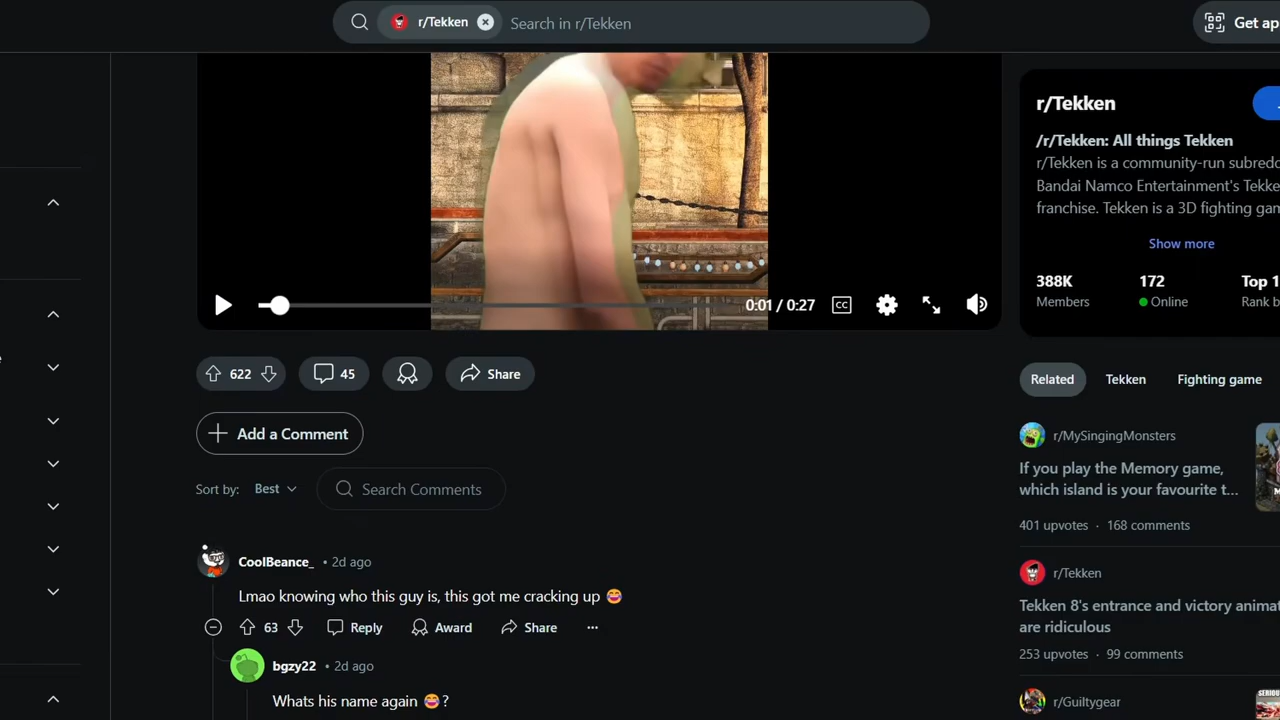 r/Tekken
Search in r/Tekken
Get ap
0:01 / 0:27
CC
622
45
Share
Add a Comment
Sort by:
Best
Search Comments
CoolBeance_ • 2d ago
Lmao knowing who this guy is, this got me cracking up 😂
63
Reply
Award
Share
...
bgzy22 • 2d ago
Whats his name again 😂?
r/Tekken
/r/Tekken: All things Tekken
r/Tekken is a community-run subredd
Bandai Namco Entertainment's Tekke
franchise. Tekken is a 3D fighting gam
Show more
388K
172
Top 1
Members
Online
Rank b
Related
Tekken
Fighting game
r/MySingingMonsters
If you play the Memory game,
which island is your favourite t...
401 upvotes · 168 comments
r/Tekken
Tekken 8's entrance and victory animat
are ridiculous
253 upvotes · 99 comments
r/Guiltygear